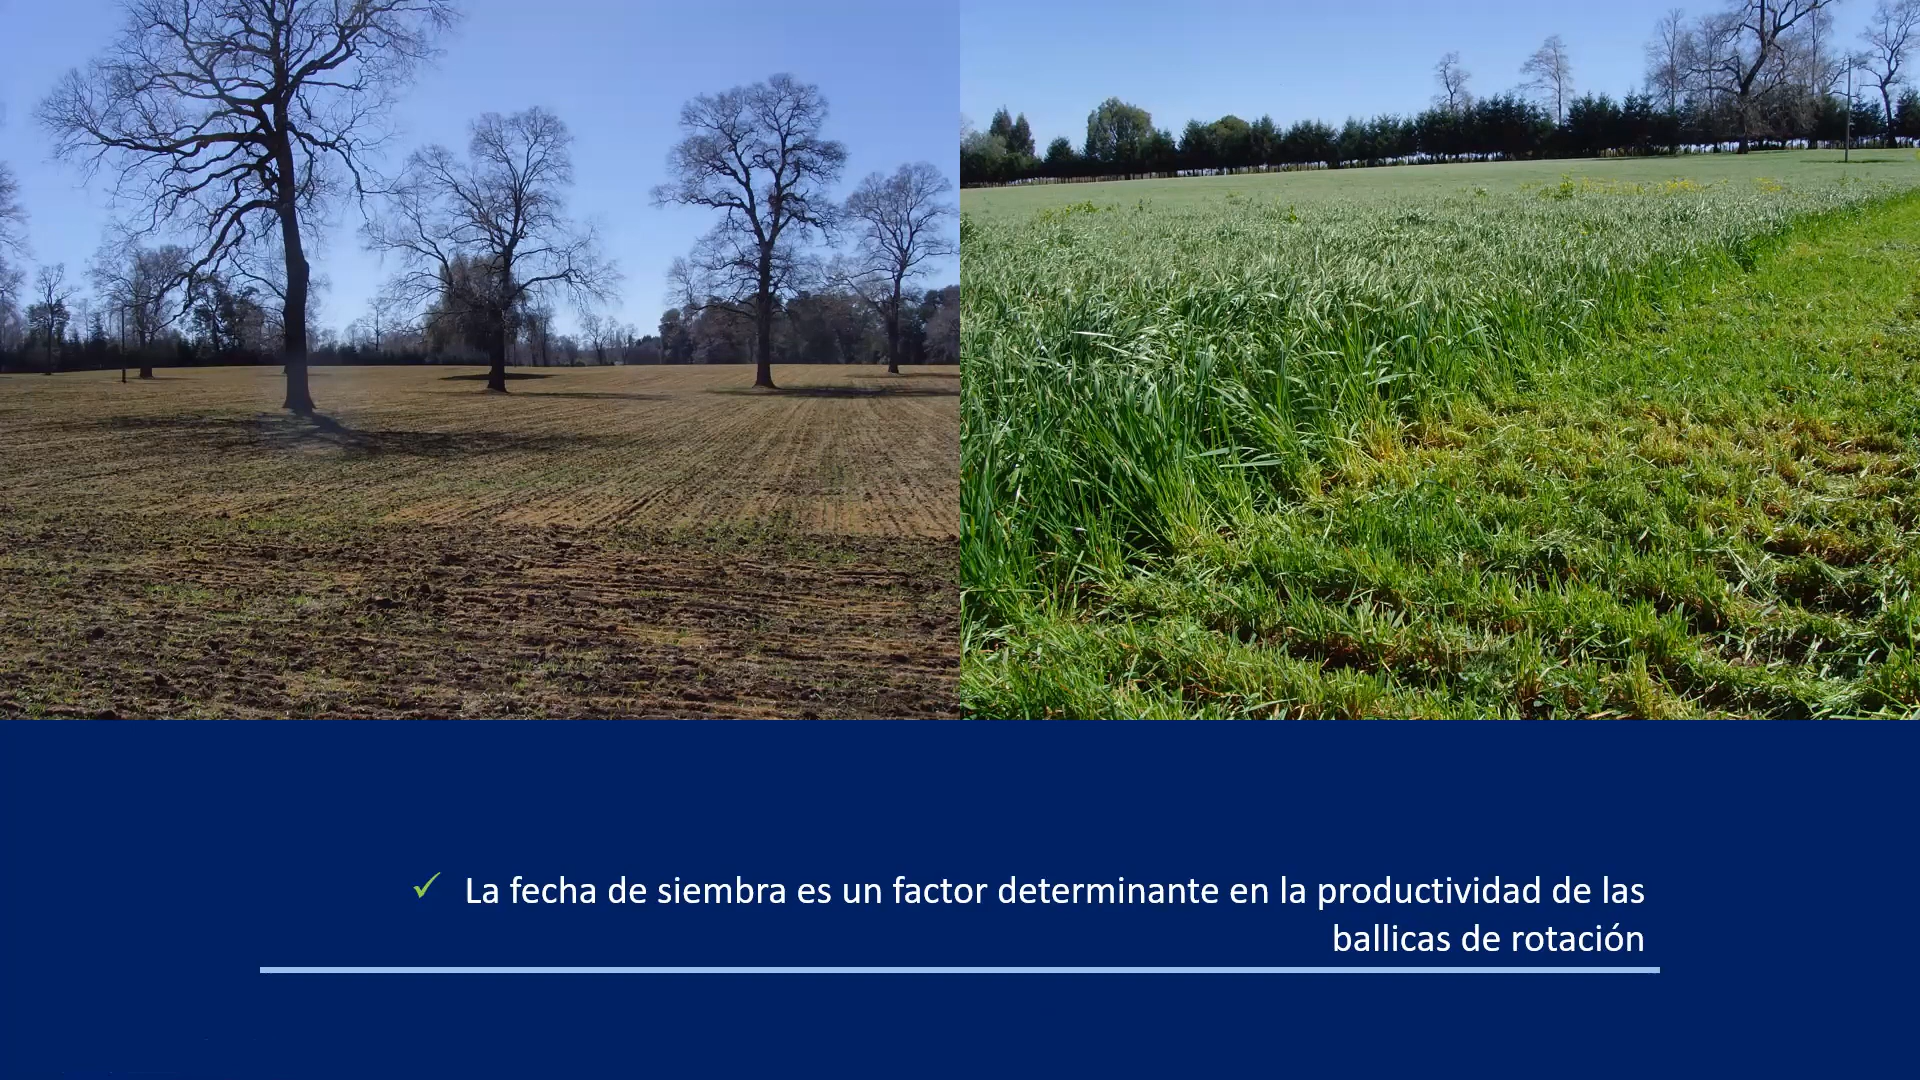 ✓ La fecha de siembra es un factor determinante en la productividad de las
ballicas de rotación